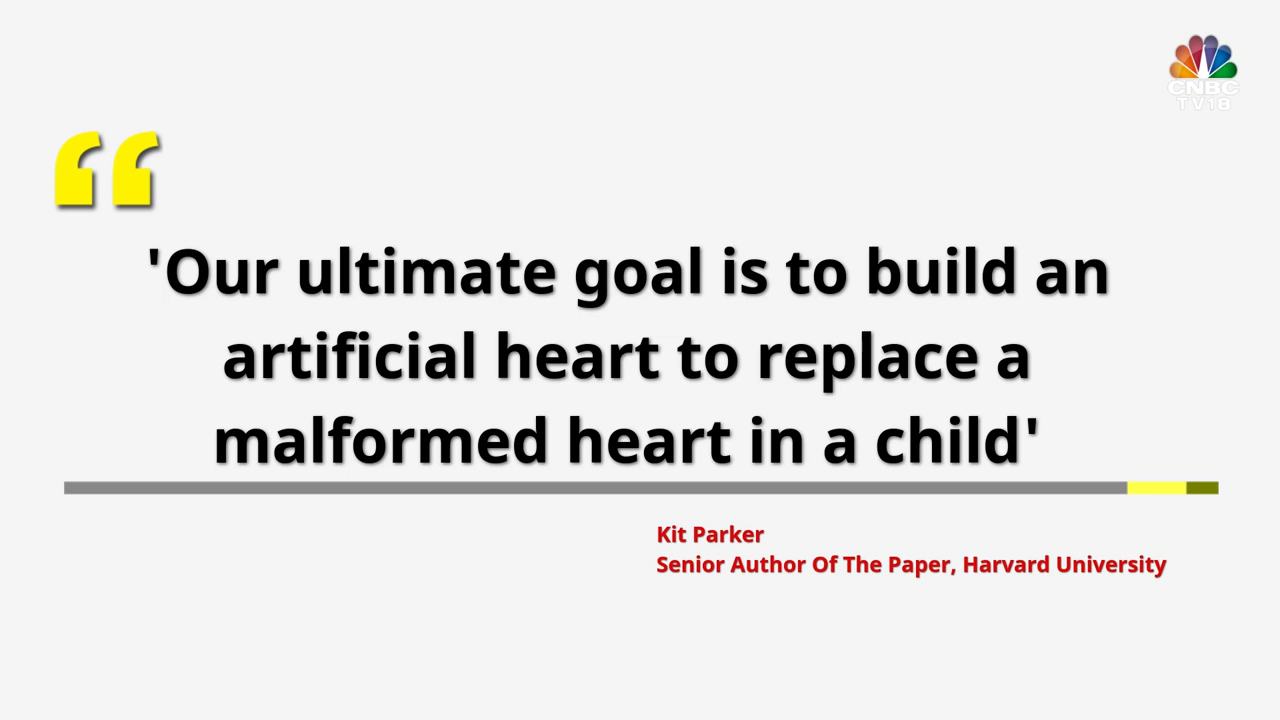 CNBC
TV18
“
'Our ultimate goal is to build an
artificial heart to replace a
malformed heart in a child'
Kit Parker
Senior Author Of The Paper, Harvard University